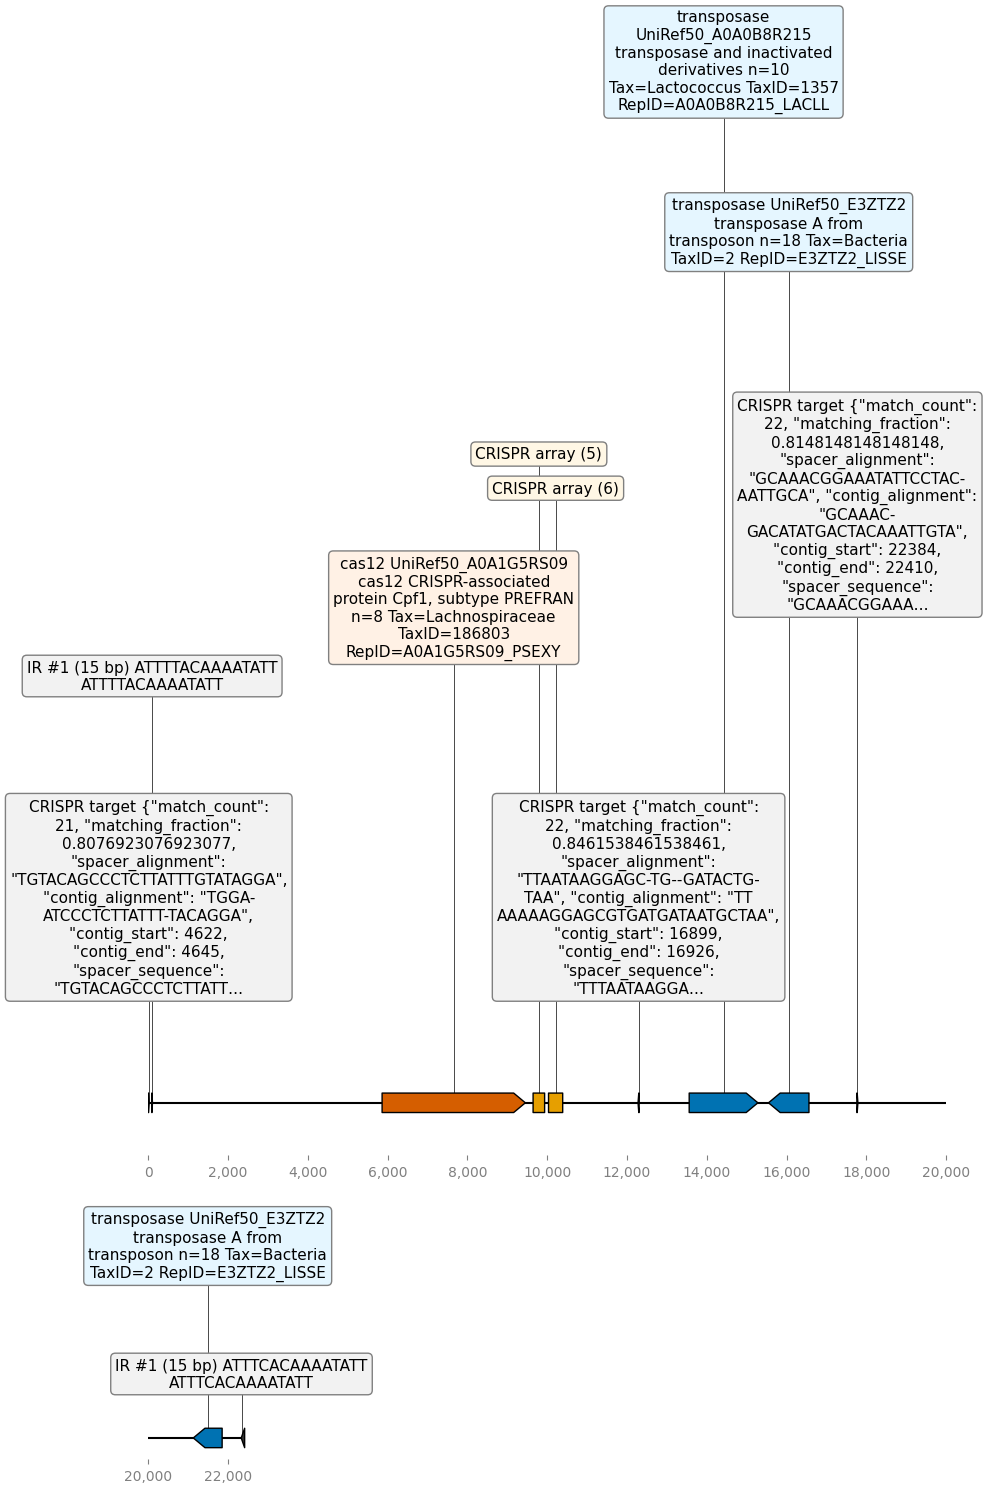 transposase
UniRef50_A0A0B8R215
transposase and inactivated
derivatives n=10
Tax=Lactococcus TaxID=1357
RepID=A0A0B8R215_LACLL
transposase UniRef50_E3ZTZ2
transposase A from
transposon n=18 Tax=Bacteria
TaxID=2 RepID=E3ZTZ2_LISSE
CRISPR target {"match_count":
22, "matching_fraction":
0.8148148148148148,
"spacer_alignment":
"GCAAACGGAAATATTCCTAC-
AATTGCA", "contig_alignment":
"GCAAAC-
GACATATGACTACAAATTGTA",
"contig_start": 22384,
"contig_end": 22410,
"spacer_sequence":
"GCAAACGGAAA...
CRISPR array (5)
CRISPR array (6)
cas12 UniRef50_A0A1G5RS09
cas12 CRISPR-associated
protein Cpf1, subtype PREFRAN
n=8 Tax=Lachnospiraceae
TaxID=186803
RepID=A0A1G5RS09_PSEXY
IR #1 (15 bp) ATTTTACAAAATATT
ATTTTACAAAATATT
CRISPR target {"match_count":
21, "matching_fraction":
0.8076923076923077,
"spacer_alignment":
"TGTACAGCCCTCTTATTTGTATAGGA",
"contig_alignment": "TGGA-
ATCCCTCTTATTT-TACAGGA",
"contig_start": 4622,
"contig_end": 4645,
"spacer_sequence":
"TGTACAGCCCTCTTATT...
CRISPR target {"match_count":
22, "matching_fraction":
0.8461538461538461,
"spacer_alignment":
"TTAATAAGGAGC-TG--GATACTG-
TAA", "contig_alignment": "TT
AAAAAGGAGCGTGATGATAATGCTAA",
"contig_start": 16899,
"contig_end": 16926,
"spacer_sequence":
"TTTAATAAGGA...
0 2,000 4,000 6,000 8,000 10,000 12,000 14,000 16,000 18,000 20,000
transposase UniRef50_E3ZTZ2
transposase A from
transposon n=18 Tax=Bacteria
TaxID=2 RepID=E3ZTZ2_LISSE
IR #1 (15 bp) ATTTCACAAAATATT
ATTTCACAAAATATT
20,000 22,000